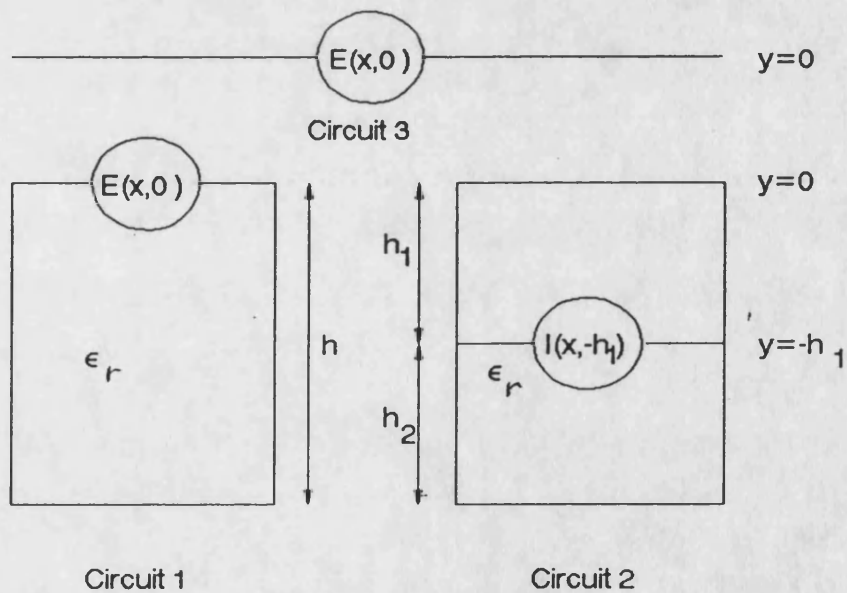 E(x,0)
y=0
Circuit 3
E(x,0)
y=0
h₁
h
I(x,-h₁)
y=-h₁
ϵᵣ
ϵᵣ
h₂
Circuit 1
Circuit 2